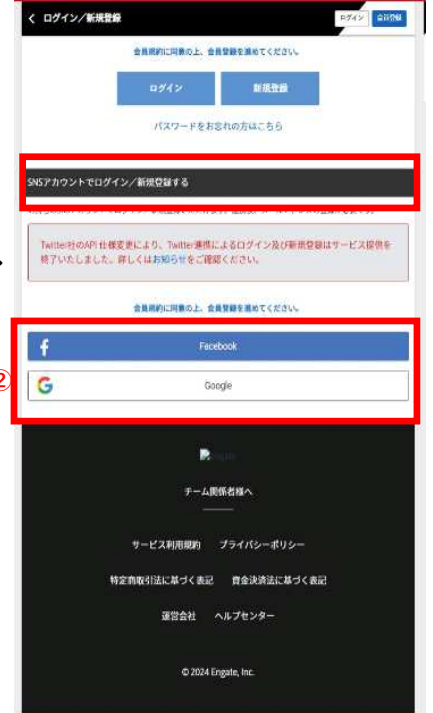 ログイン／新規登録
ログイン
会員登録
会員規約に同意の上、会員登録を進めてください。
ログイン
新規登録
パスワードをお忘れの方はこちら
SNSアカウントでログイン／新規登録する
Twitter社のAPI仕様変更により、Twitter連携によるログイン及び新規登録はサービス提供を
終了いたしました。詳しくはお知らせをご確認ください。
会員規約に同意の上、会員登録を進めてください。
Facebook
②
Google
チーム関係者様へ
サービス利用規約 プライバシーポリシー
特定商取引法に基づく表記 資金決済法に基づく表記
運営会社 ヘルプセンター
© 2024 Engate, Inc.